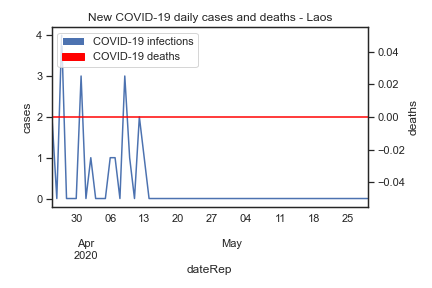 New COVID-19 daily cases and deaths - Laos
COVID-19 infections
COVID-19 deaths
cases
4
3
2
1
0
deaths
0.04
0.02
0.00
−0.02
−0.04
30 06 13 20 27 04 11 18 25
Apr May
2020
dateRep